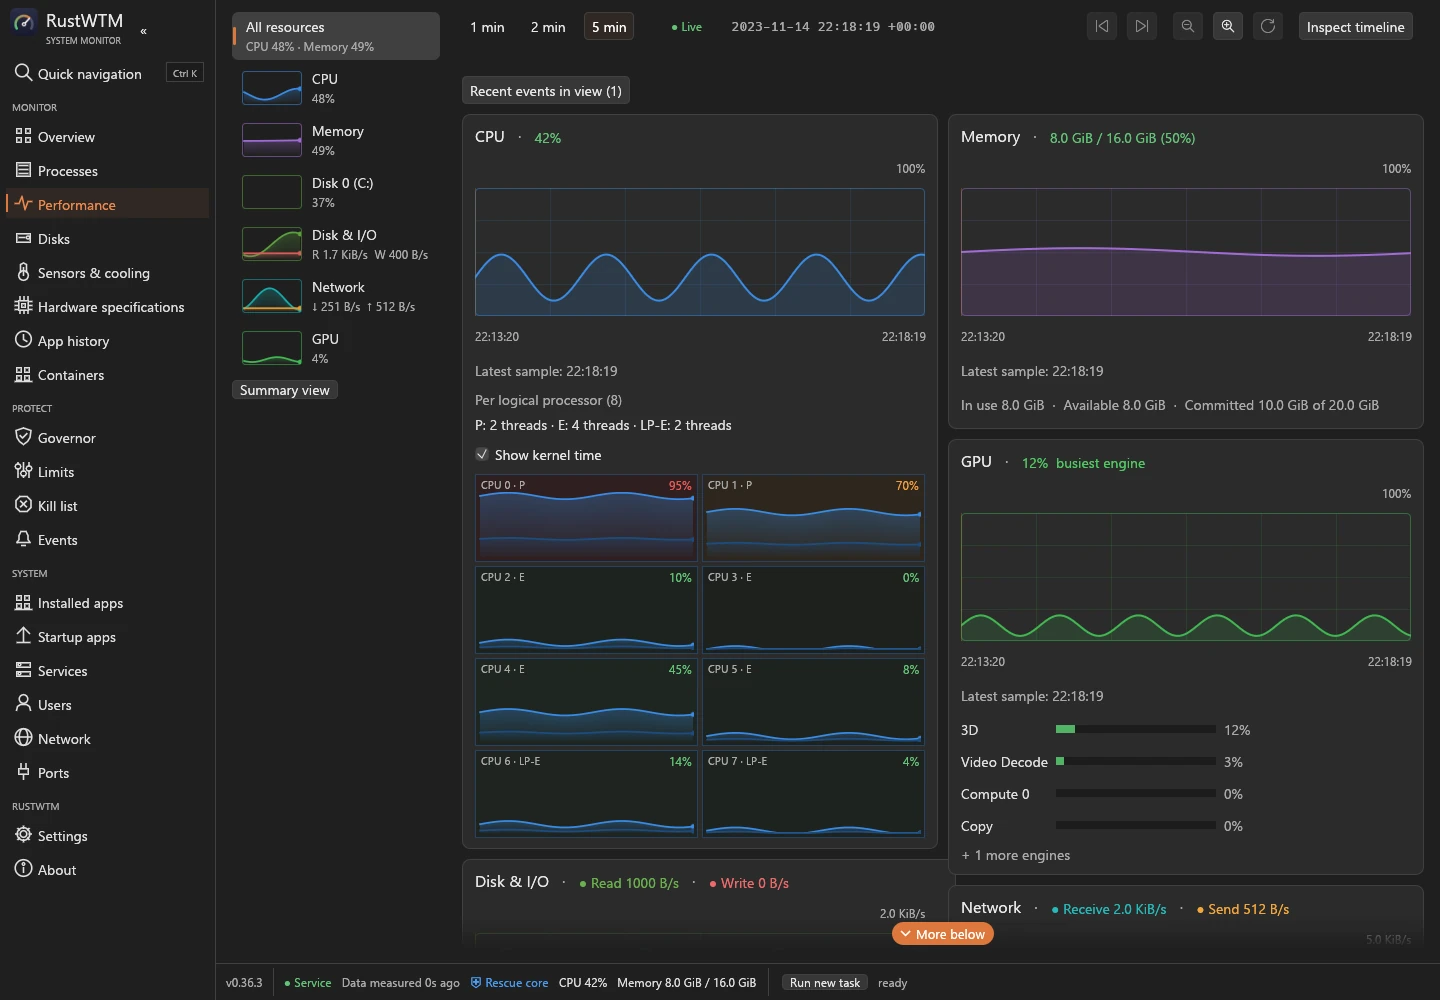 RustWTM
SYSTEM MONITOR
«
Quick navigation
Ctrl K
MONITOR
Overview
Processes
Performance
Disks
Sensors & cooling
Hardware specifications
App history
Containers
PROTECT
Governor
Limits
Kill list
Events
SYSTEM
Installed apps
Startup apps
Services
Users
Network
Ports
RUSTWTM
Settings
About
All resources
CPU 48% · Memory 49%
CPU
48%
Memory
49%
Disk 0 (C:)
37%
Disk & I/O
R 1.7 KiB/s W 400 B/s
Network
↓ 251 B/s ↑ 512 B/s
GPU
4%
Summary view
1 min 2 min 5 min
● Live
2023-11-14 22:18:19 +00:00
Inspect timeline
Recent events in view (1)
CPU · 42%
100%
22:13:20 22:18:19
Latest sample: 22:18:19
Per logical processor (8)
P: 2 threads · E: 4 threads · LP-E: 2 threads
Show kernel time
CPU 0 · P 95%
CPU 1 · P 70%
CPU 2 · E 10%
CPU 3 · E 0%
CPU 4 · E 45%
CPU 5 · E 8%
CPU 6 · LP-E 14%
CPU 7 · LP-E 4%
Disk & I/O · ● Read 1000 B/s · ● Write 0 B/s
2.0 KiB/s
Memory · 8.0 GiB / 16.0 GiB (50%)
100%
22:13:20 22:18:19
Latest sample: 22:18:19
In use 8.0 GiB · Available 8.0 GiB · Committed 10.0 GiB of 20.0 GiB
GPU · 12% busiest engine
100%
22:13:20 22:18:19
Latest sample: 22:18:19
3D 12%
Video Decode 3%
Compute 0 0%
Copy 0%
+ 1 more engines
Network · ● Receive 2.0 KiB/s · ● Send 512 B/s
5.0 KiB/s
More below
v0.36.3
● Service
Data measured 0s ago
Rescue core
CPU 42%
Memory 8.0 GiB / 16.0 GiB
Run new task
ready